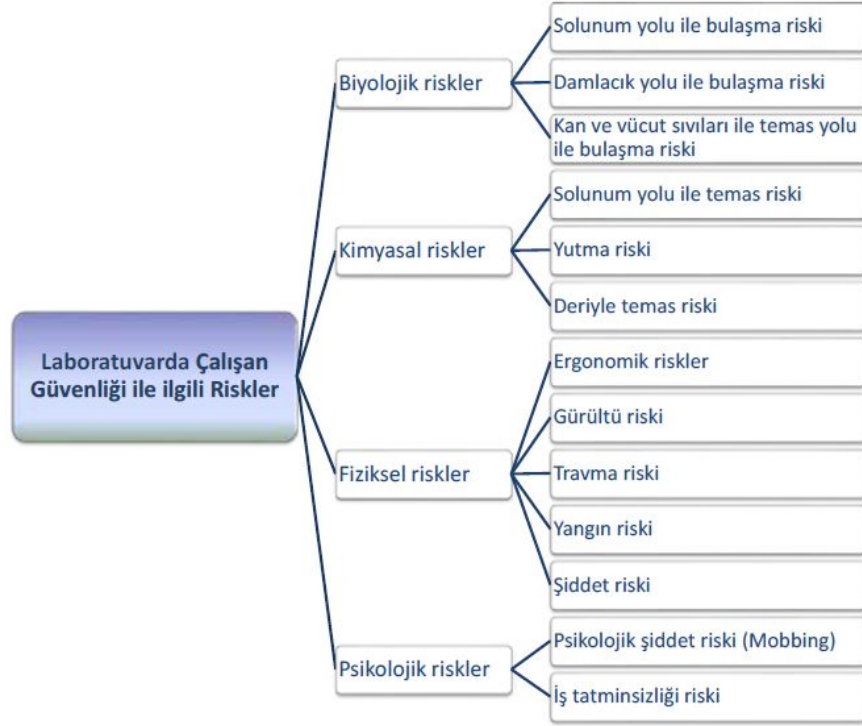 Laboratuvarda Çalışan
Güvenliği ile ilgili Riskler
Biyolojik riskler
Solunum yolu ile bulaşma riski
Damlacık yolu ile bulaşma riski
Kan ve vücut sıvıları ile temas yolu
ile bulaşma riski
Kimyasal riskler
Solunum yolu ile temas riski
Yutma riski
Deriyle temas riski
Fiziksel riskler
Ergonomik riskler
Gürültü riski
Travma riski
Yangın riski
Şiddet riski
Psikolojik riskler
Psikolojik şiddet riski (Mobbing)
İş tatminsizliği riski